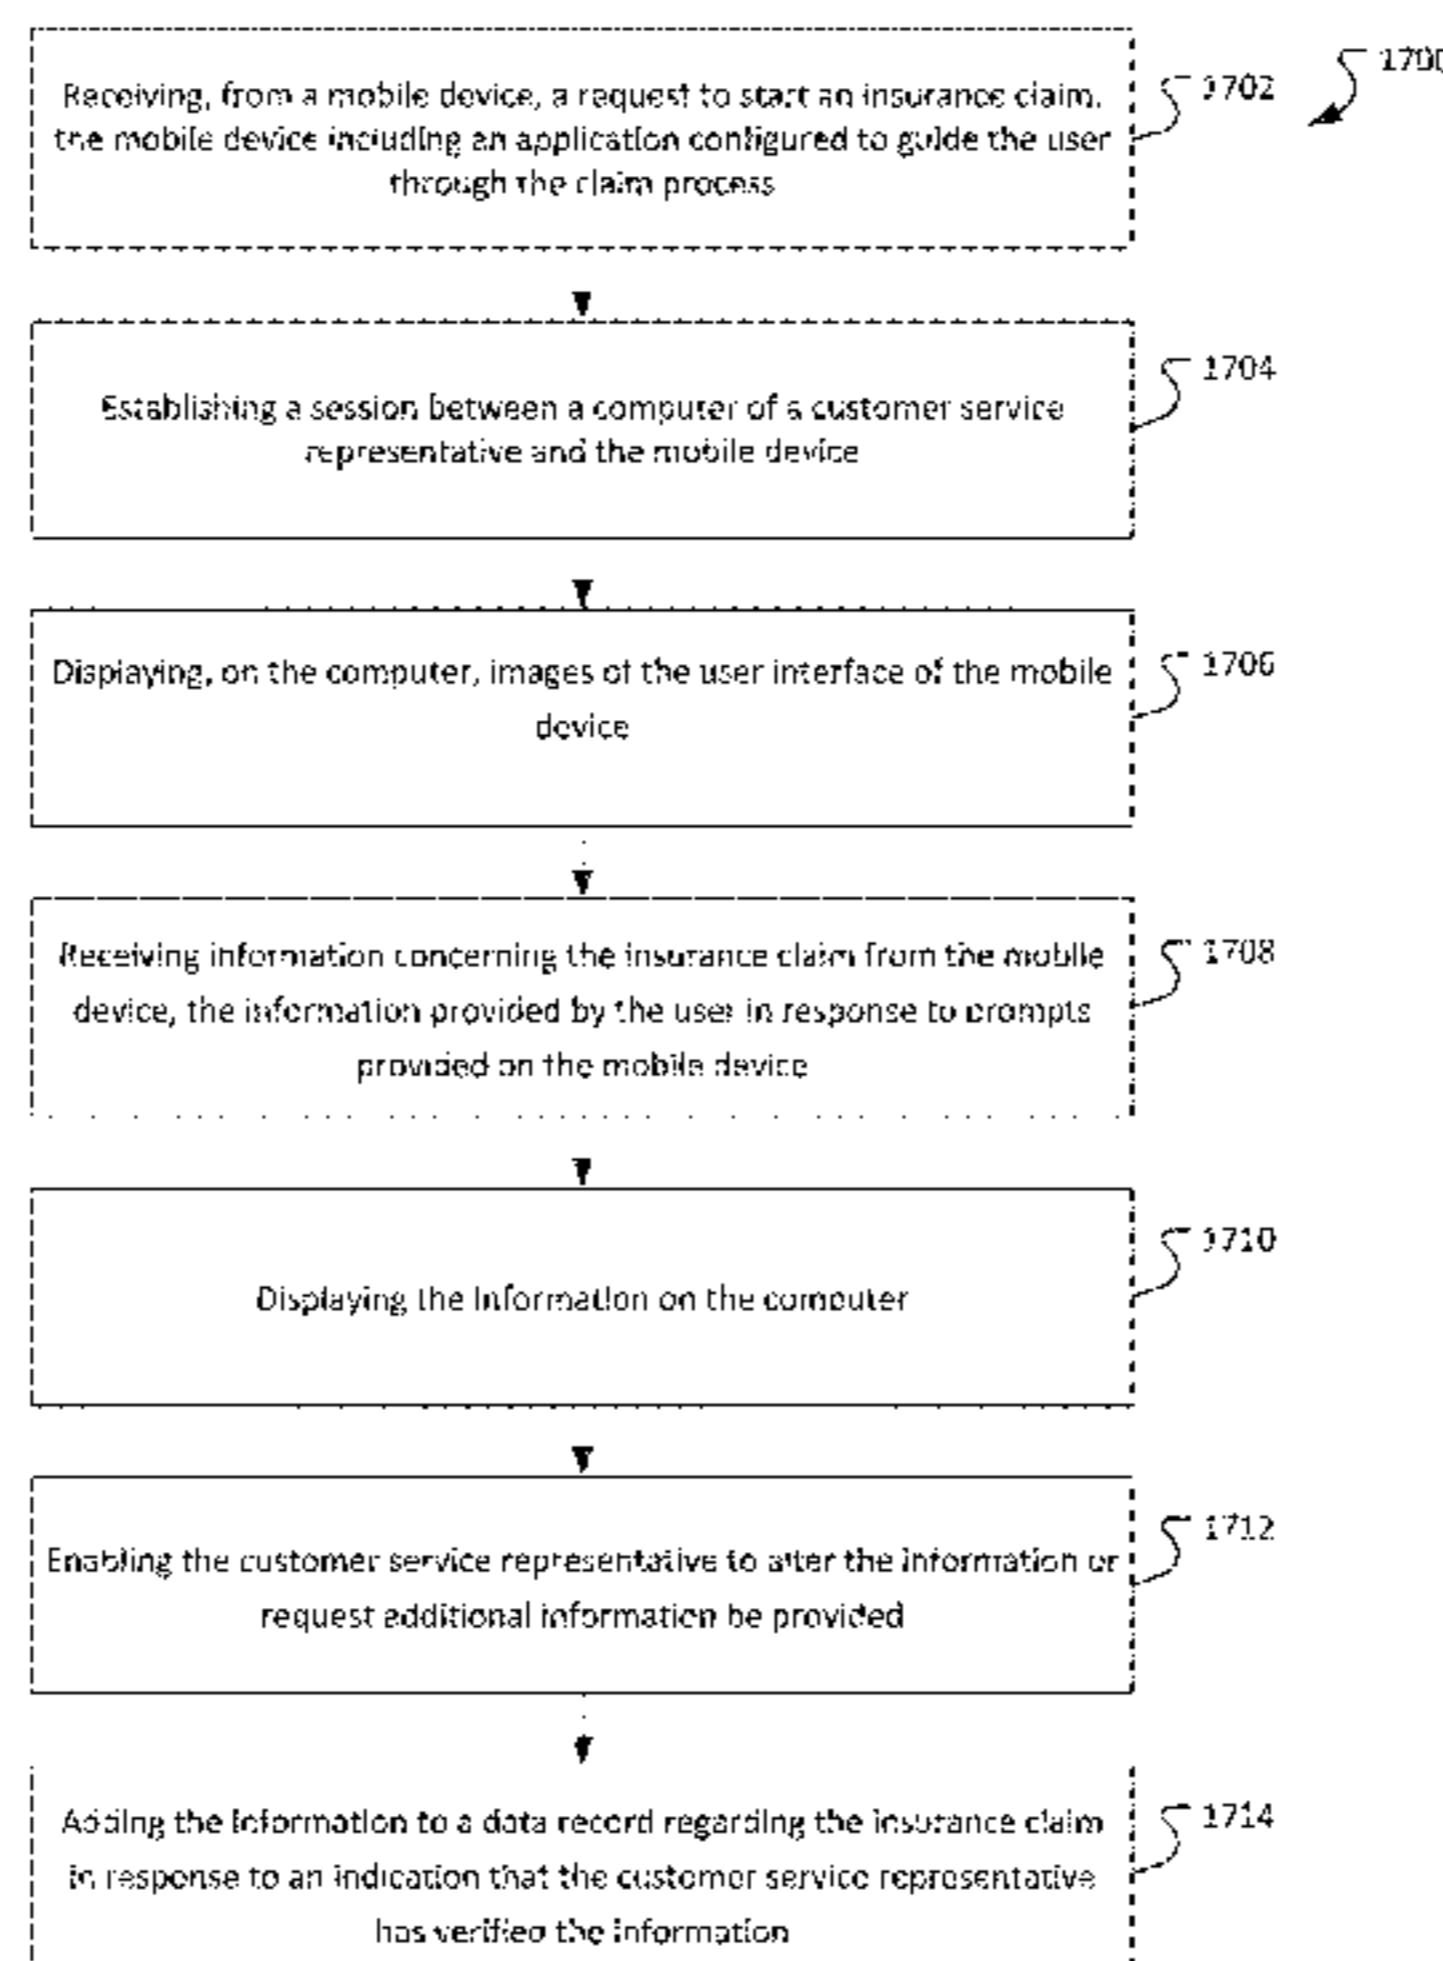 1700
Receiving, from a mobile device, a request to start an insurance claim,
the mobile device including an application configured to guide the user
through the claim process
1702
Establishing a session between a computer of a customer service
representative and the mobile device
1704
Displaying, on the computer, images of the user interface of the mobile
device
1706
Receiving information concerning the insurance claim from the mobile
device, the information provided by the user in response to prompts
provided on the mobile device
1708
Displaying the information on the computer
1710
Enabling the customer service representative to alter the information or
request additional information be provided
1712
Adding the information to a data record regarding the insurance claim
in response to an indication that the customer service representative
has verified the information
1714